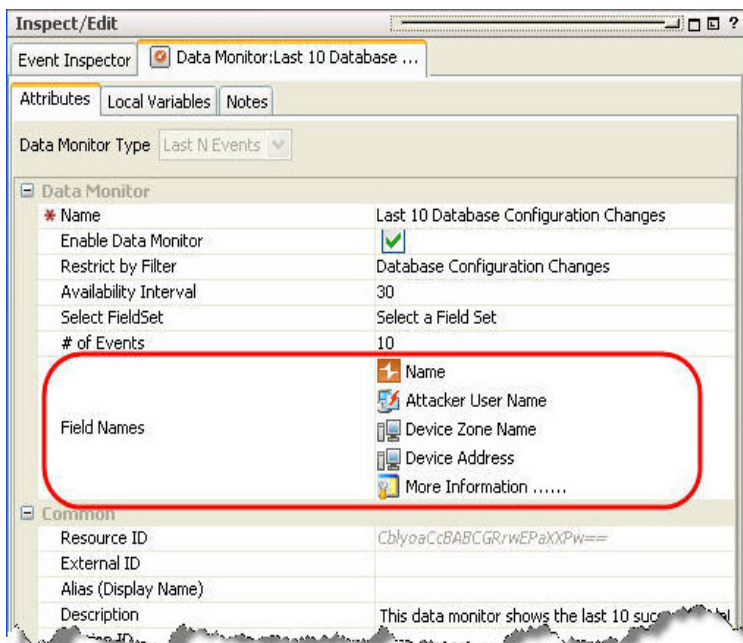 Inspect/Edit ?
Event Inspector Data Monitor:Last 10 Database ...
Attributes Local Variables Notes
Data Monitor Type Last N Events
Data Monitor
* Name Last 10 Database Configuration Changes
Enable Data Monitor
Restrict by Filter Database Configuration Changes
Availability Interval 30
Select FieldSet Select a Field Set
# of Events 10
Field Names
Name
Attacker User Name
Device Zone Name
Device Address
More Information ......
Common
Resource ID CblyoaCcBABCGRrwEPaXXPw==
External ID
Alias (Display Name)
Description This data monitor shows the last 10